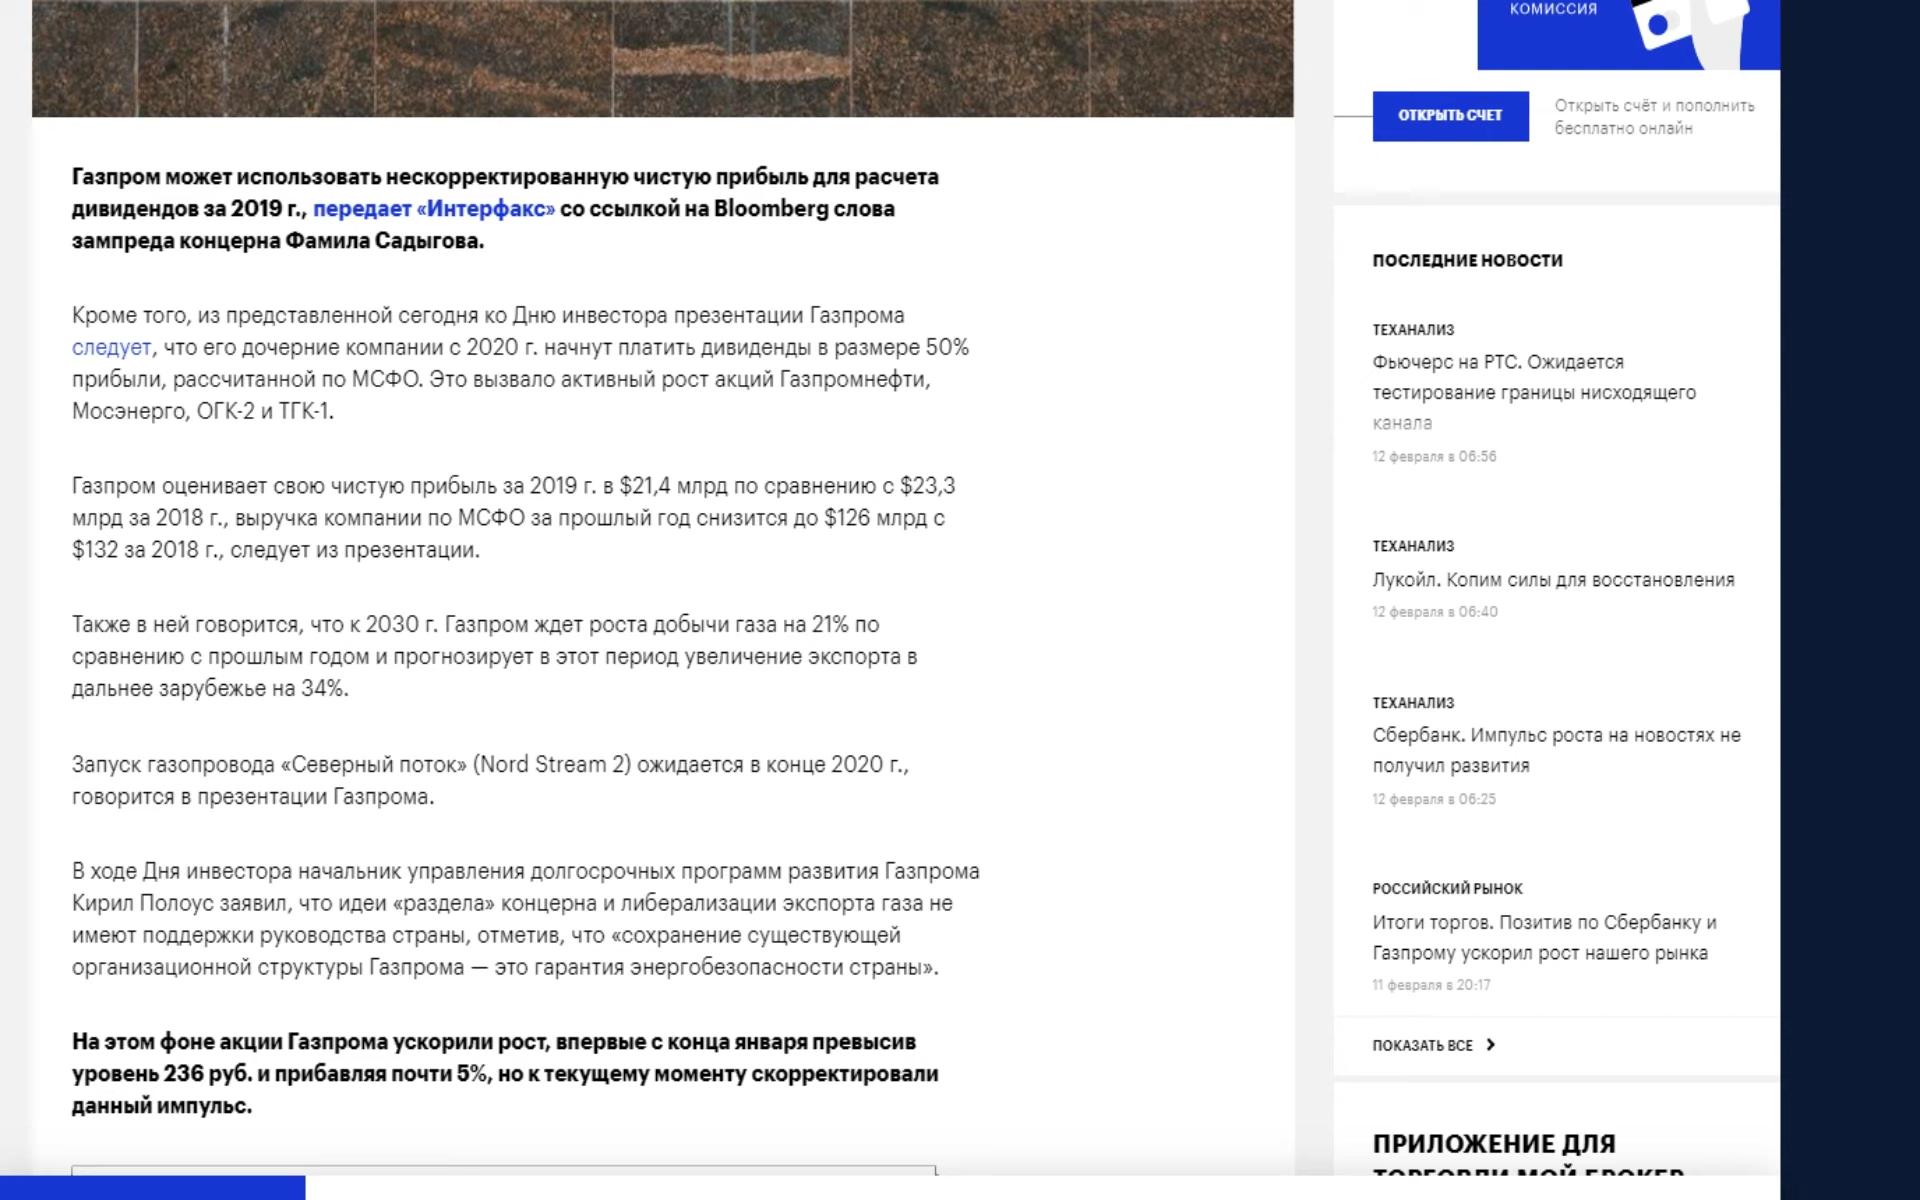 Газпром может использовать нескорректированную чистую прибыль для расчета
дивидендов за 2019 г., передает «Интерфакс» со ссылкой на Bloomberg слова
зампреда концерна Фамила Садыгова.
Кроме того, из представленной сегодня ко Дню инвестора презентации Газпрома
следует, что его дочерние компании с 2020 г. начнут платить дивиденды в размере 50%
прибыли, рассчитанной по МСФО. Это вызвало активный рост акций Газпромнефти,
Мосэнерго, ОГК-2 и ТГК-1.
Газпром оценивает свою чистую прибыль за 2019 г. в $21,4 млрд по сравнению с $23,3
млрд за 2018 г., выручка компании по МСФО за прошлый год снизится до $126 млрд с
$132 за 2018 г., следует из презентации.
Также в ней говорится, что к 2030 г. Газпром ждет роста добычи газа на 21% по
сравнению с прошлым годом и прогнозирует в этот период увеличение экспорта в
дальнее зарубежье на 34%.
Запуск газопровода «Северный поток» (Nord Stream 2) ожидается в конце 2020 г.,
говорится в презентации Газпрома.
В ходе Дня инвестора начальник управления долгосрочных программ развития Газпрома
Кирил Полоус заявил, что идеи «раздела» концерна и либерализации экспорта газа не
имеют поддержки руководства страны, отметив, что «сохранение существующей
организационной структуры Газпрома — это гарантия энергобезопасности страны».
На этом фоне акции Газпрома ускорили рост, впервые с конца января превысив
уровень 236 руб. и прибавляя почти 5%, но к текущему моменту скорректировали
данный импульс.
КОМИССИЯ
ОТКРЫТЬ СЧЕТ
Открыть счёт и пополнить
бесплатно онлайн
ПОСЛЕДНИЕ НОВОСТИ
ТЕХАНАЛИЗ
Фьючерс на РТС. Ожидается
тестирование границы нисходящего
канала
12 февраля в 06:56
ТЕХАНАЛИЗ
Лукойл. Копим силы для восстановления
12 февраля в 06:40
ТЕХАНАЛИЗ
Сбербанк. Импульс роста на новостях не
получил развития
12 февраля в 06:25
РОССИЙСКИЙ РЫНОК
Итоги торгов. Позитив по Сбербанку и
Газпрому ускорил рост нашего рынка
11 февраля в 20:17
ПОКАЗАТЬ ВСЕ
ПРИЛОЖЕНИЕ ДЛЯ
ТОРГОВЛИ МОЙ БРОКЕР